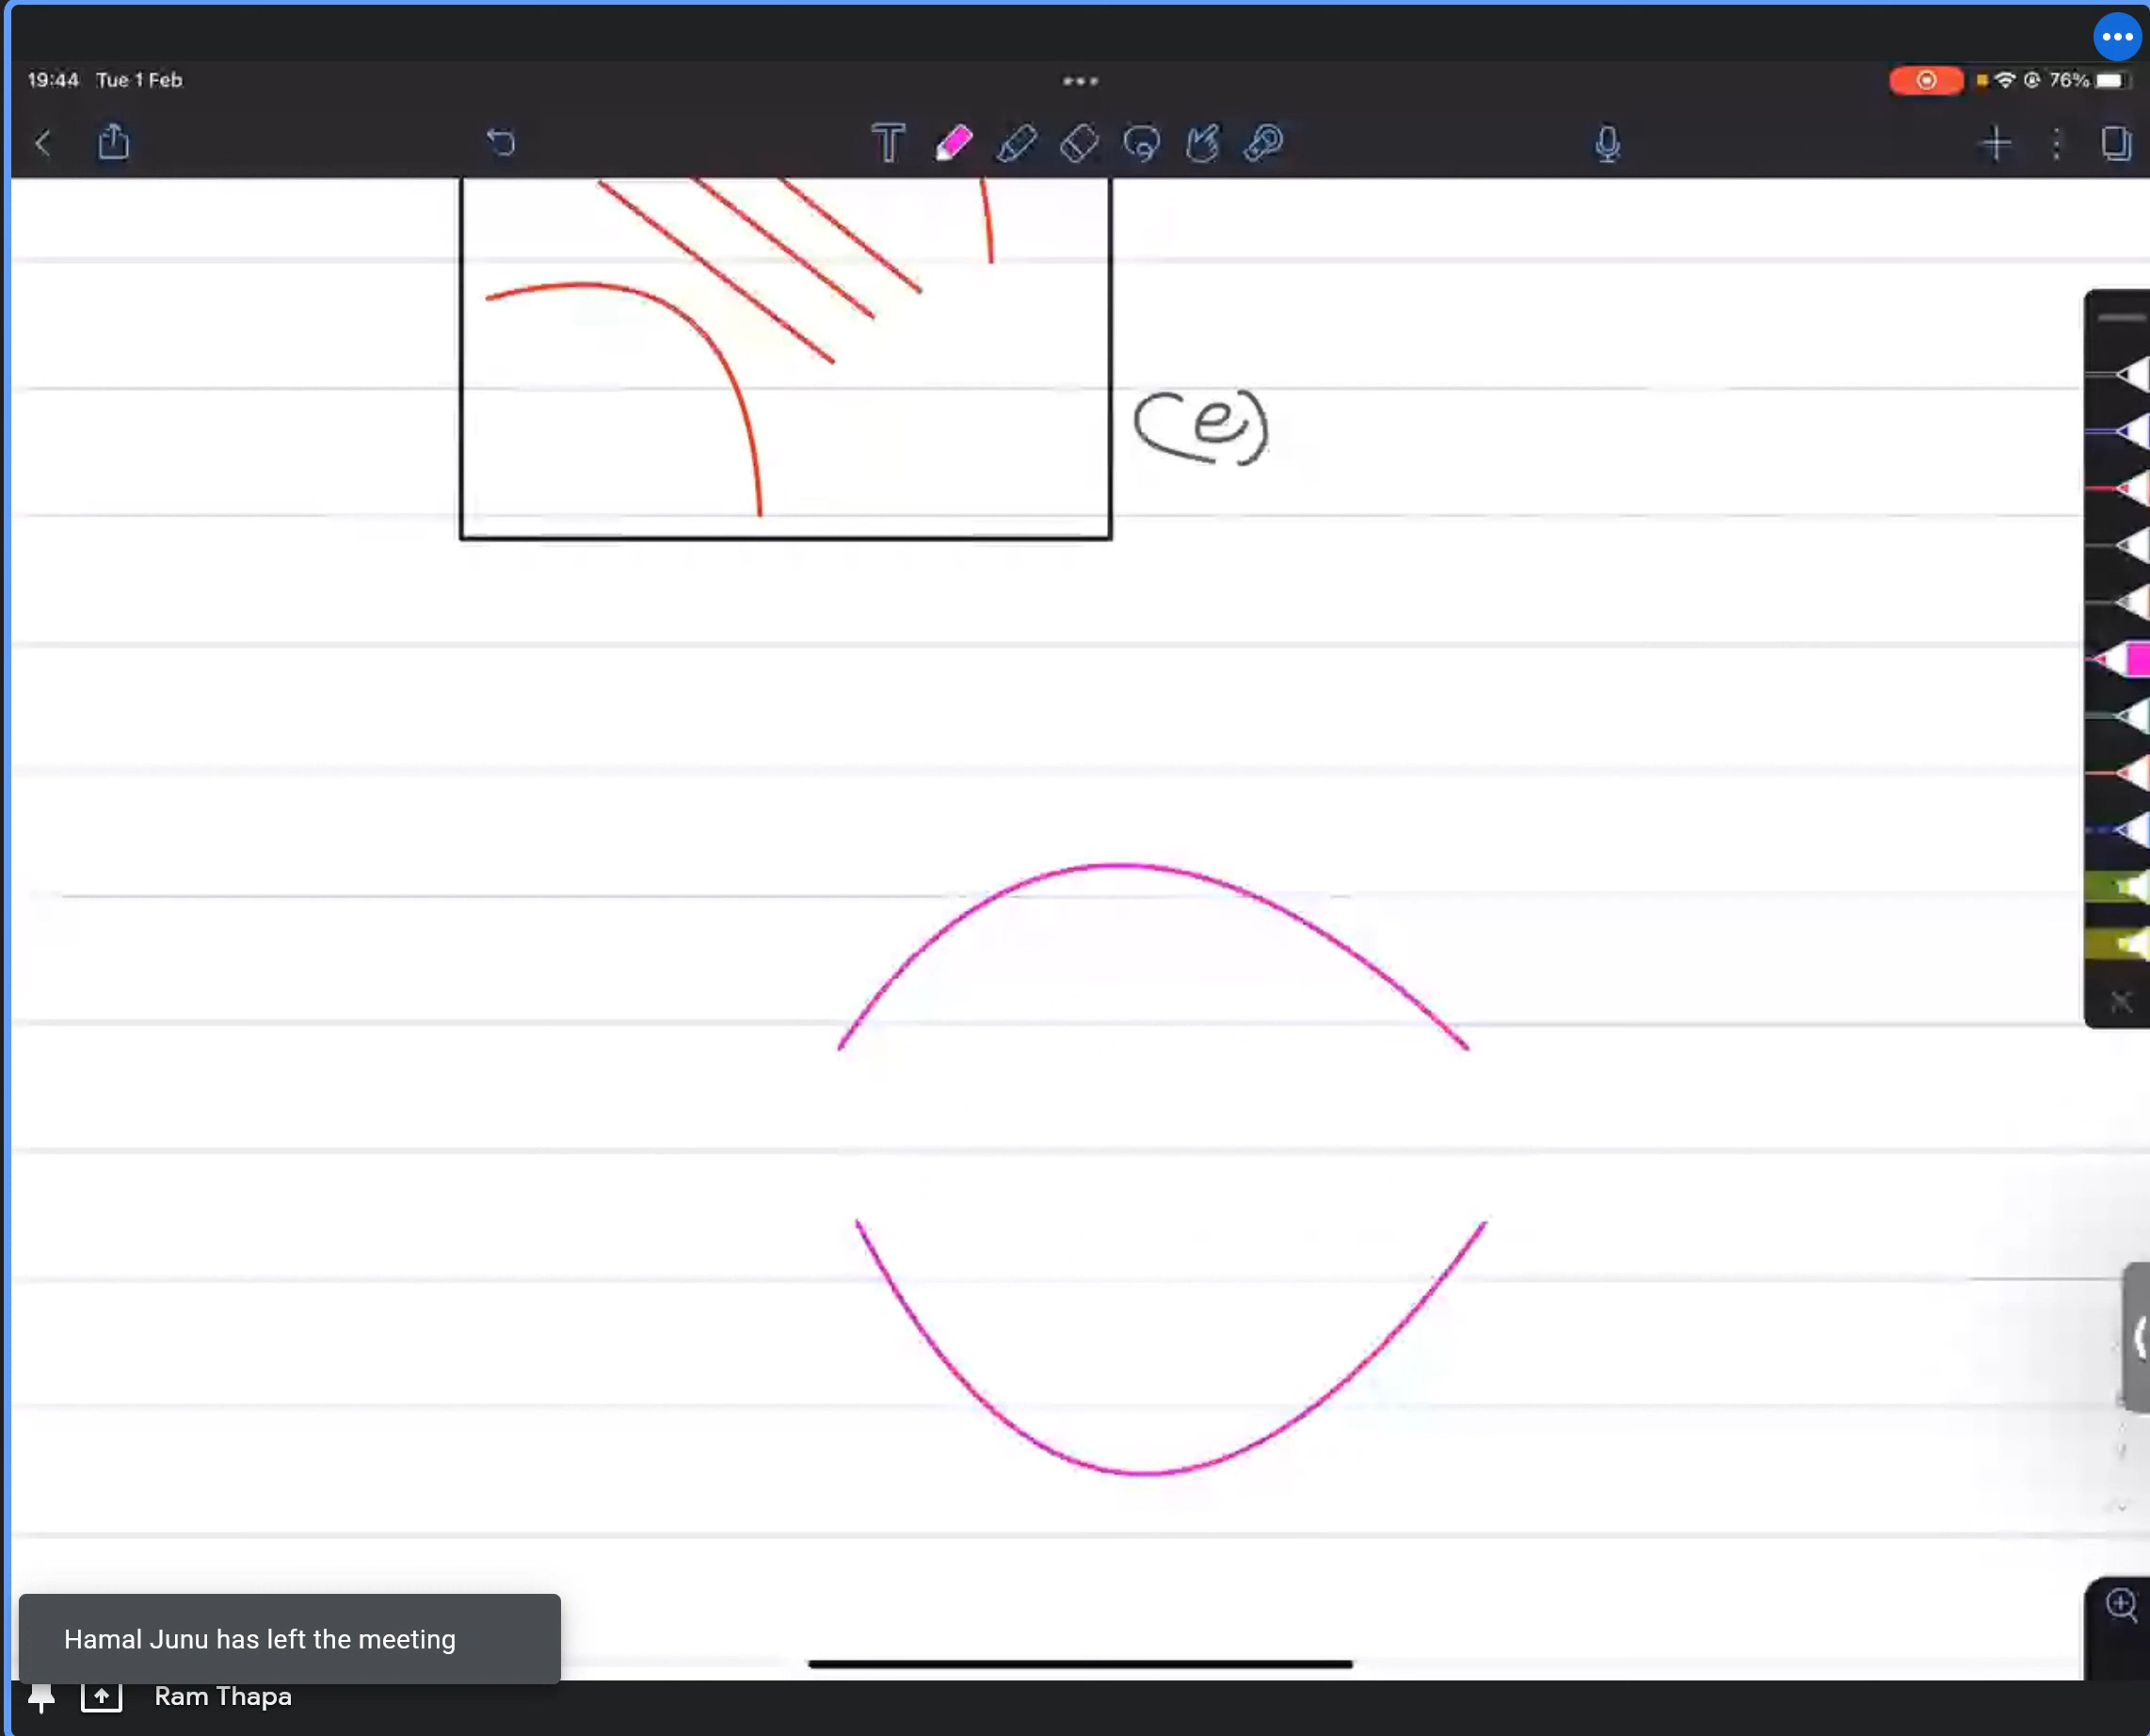 19:44 Tue 1 Feb
76%
T
(e)
Hamal Junu has left the meeting
Ram Thapa